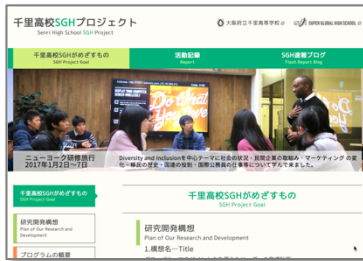 千里高校SGHプロジェクト
Senri High School SGH Project
大阪府立千里高等学校
SUPER GLOBAL HIGH SCHOOL
千里高校SGHがめざすもの
SGH Project Goal
活動記録
Report
SGH速報ブログ
Flash Report Blog
Do what
You
ニューヨーク研修旅行
2017年1月2日〜7日
Diversity and Inclusionを中心テーマに社会の状況・民間企業の取組み・マーケティング の変
化・移民の歴史・国連の役割・国際公務員の仕事等について学んで来ました。
千里高校SGHがめざすもの
SGH Project Goal
研究開発構想
Plan of Our Research and
Development
プログラムの概要
千里高校SGHがめざすもの
SGH Project Goal
研究開発構想
Plan of Our Research and Development
1.構想名―Title